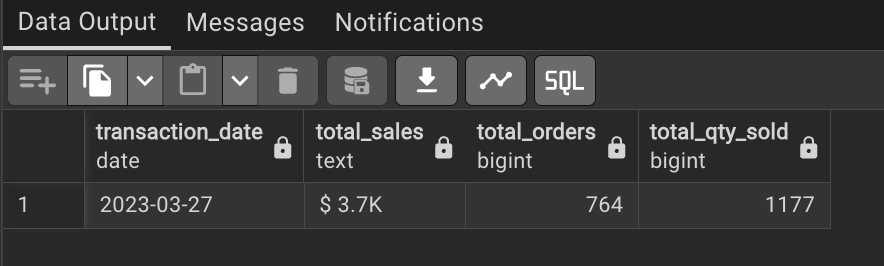 Data Output Messages Notifications
SQL
transaction_date total_sales total_orders total_qty_sold
date text bigint bigint
1 2023-03-27 $ 3.7K 764 1177